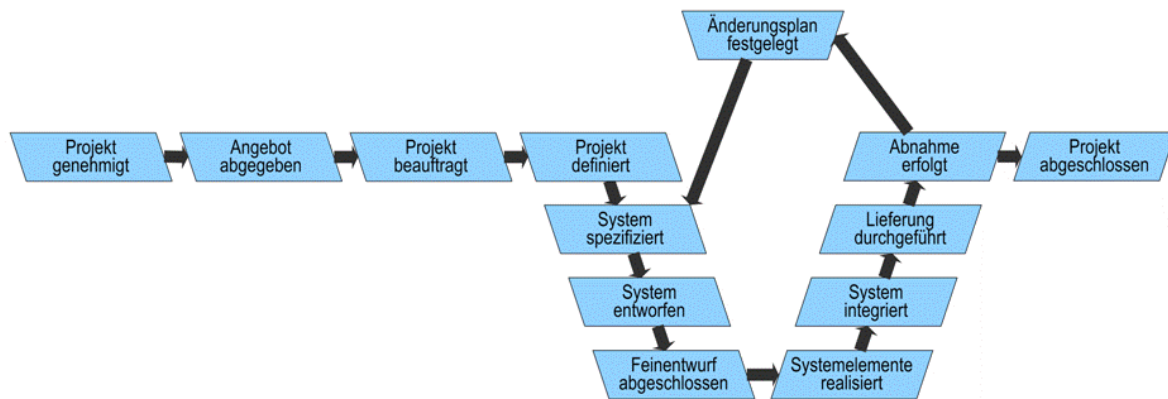 Änderungsplan
festgelegt
Projekt
genehmigt
Angebot
abgegeben
Projekt
beauftragt
Projekt
definiert
System
spezifiziert
System
entworfen
Feinentwurf
abgeschlossen
Systemelemente
realisiert
System
integriert
Lieferung
durchgeführt
Abnahme
erfolgt
Projekt
abgeschlossen